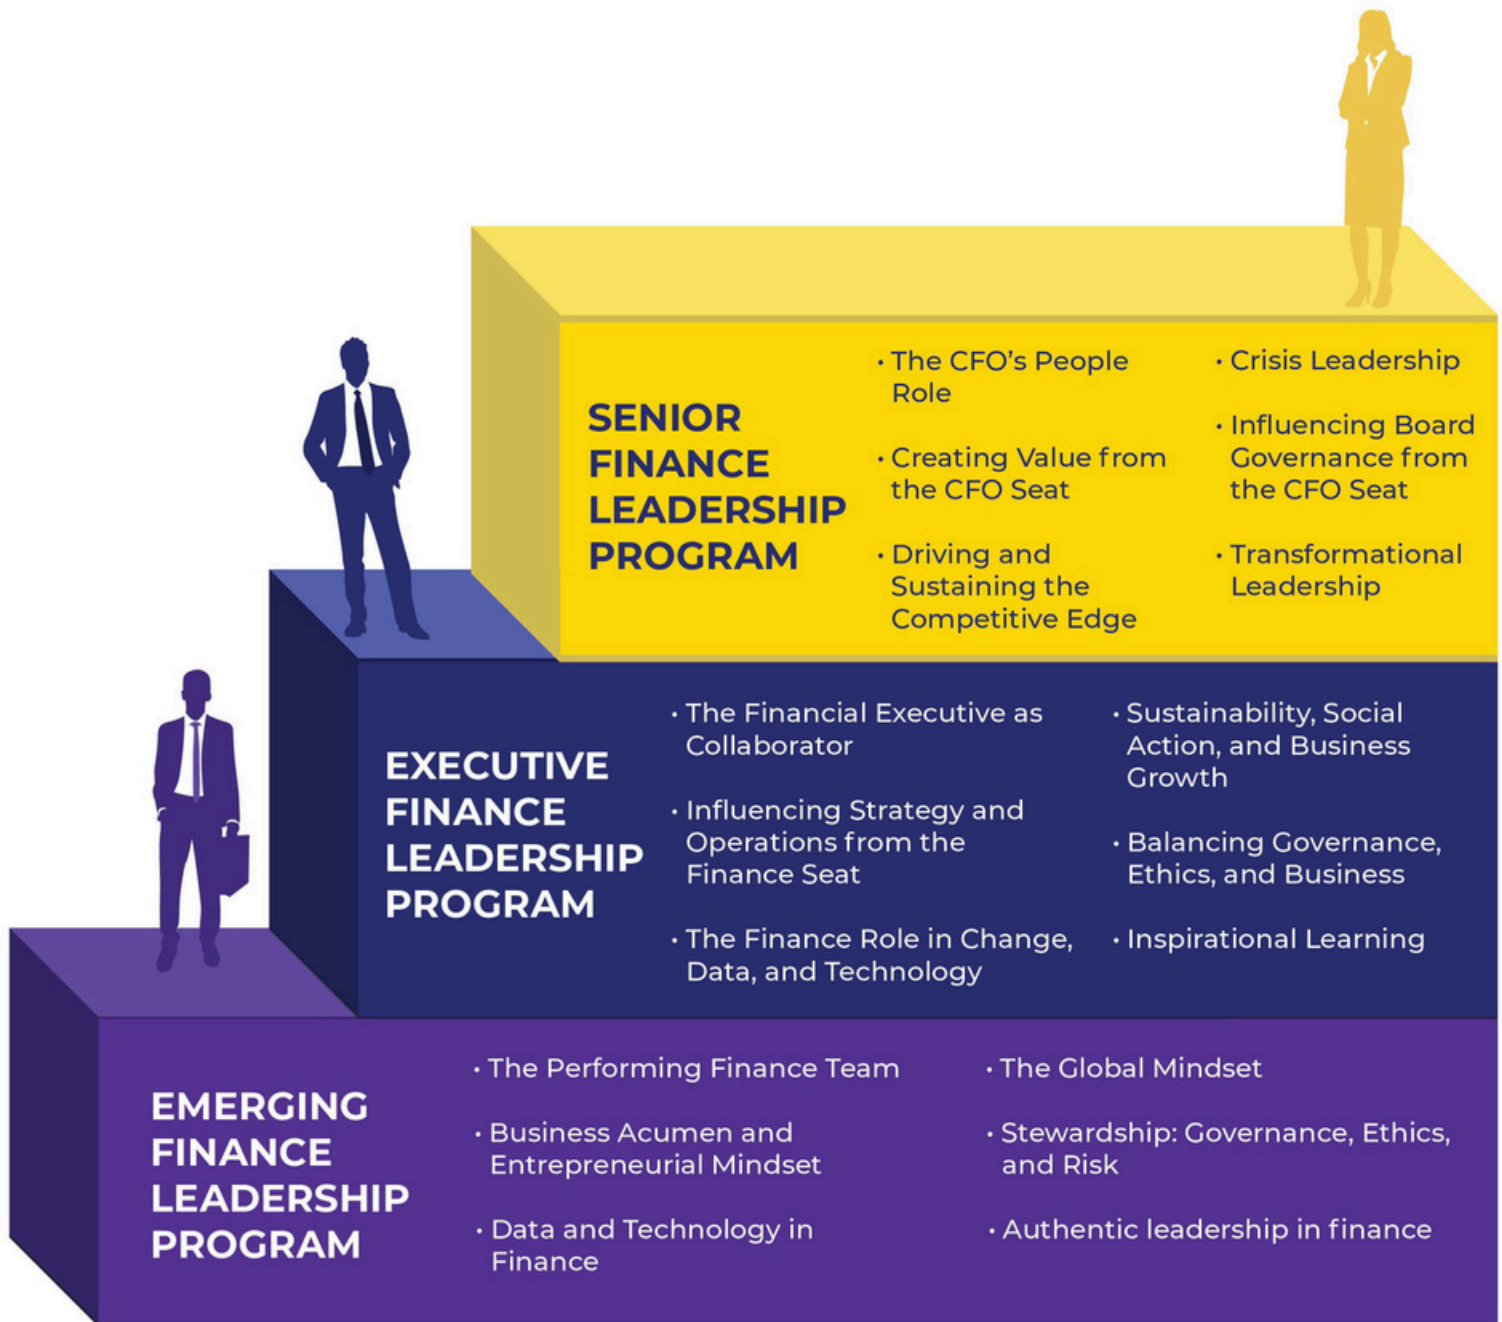 SENIOR
FINANCE
LEADERSHIP
PROGRAM
· The CFO’s People
Role
· Creating Value from
the CFO Seat
· Driving and
Sustaining the
Competitive Edge
· Crisis Leadership
· Influencing Board
Governance from
the CFO Seat
· Transformational
Leadership
EXECUTIVE
FINANCE
LEADERSHIP
PROGRAM
· The Financial Executive as
Collaborator
· Influencing Strategy and
Operations from the
Finance Seat
· The Finance Role in Change,
Data, and Technology
· Sustainability, Social
Action, and Business
Growth
· Balancing Governance,
Ethics, and Business
· Inspirational Learning
EMERGING
FINANCE
LEADERSHIP
PROGRAM
· The Performing Finance Team
· Business Acumen and
Entrepreneurial Mindset
· Data and Technology in
Finance
· The Global Mindset
· Stewardship: Governance, Ethics,
and Risk
· Authentic leadership in finance